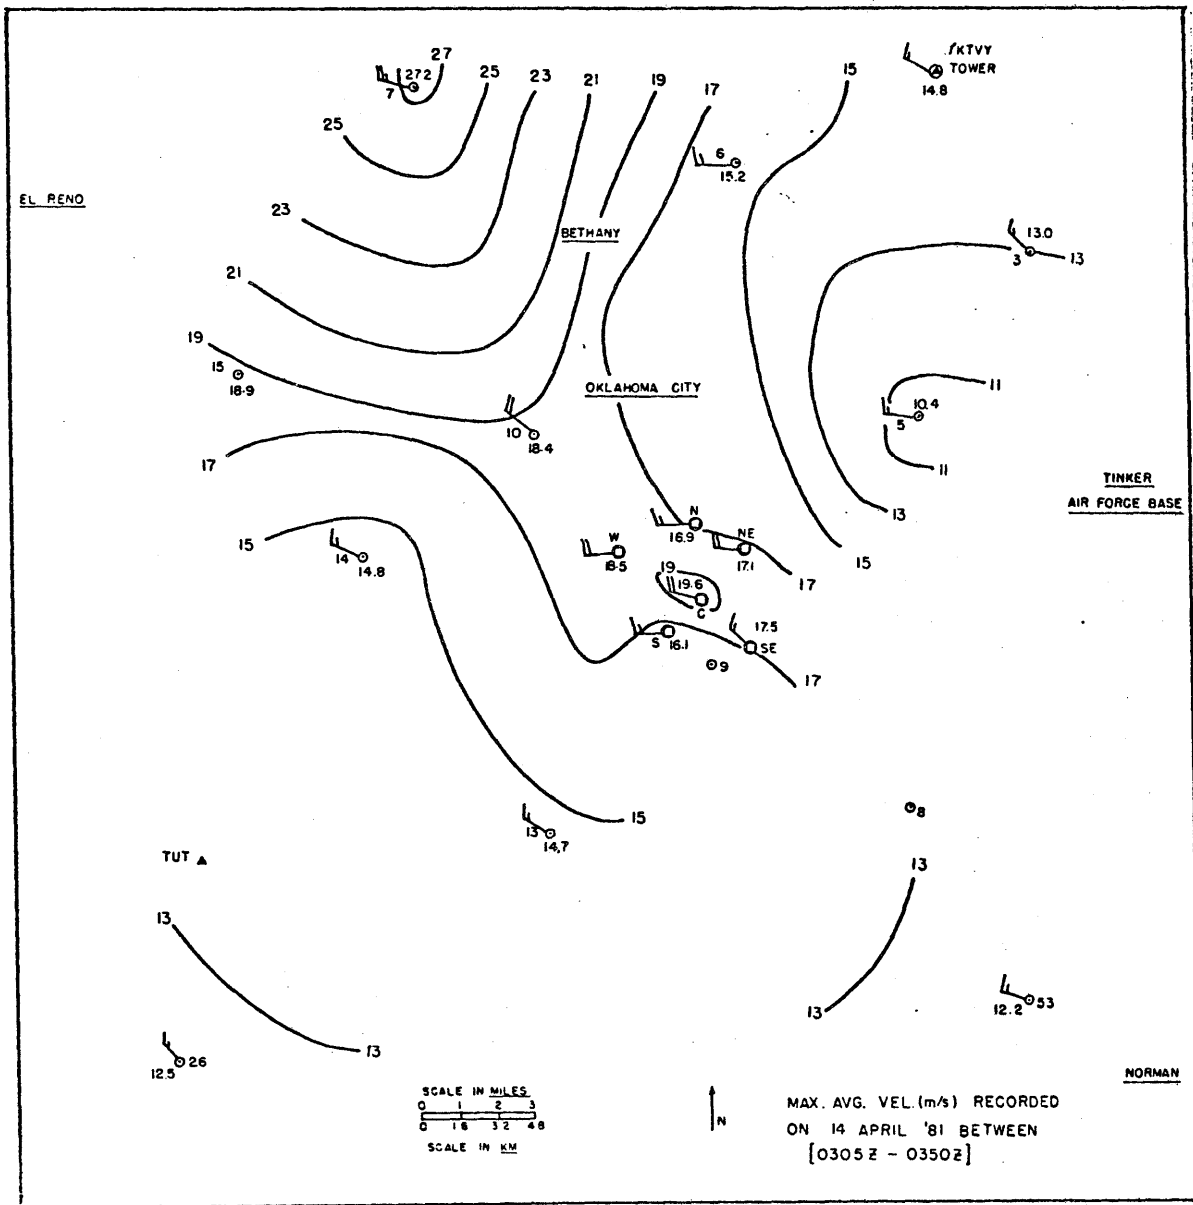 KTVY
TOWER
14.8
27
272
7
25
23
21
19
17
15
25
6
15.2
EL RENO
23
BETHANY
13.0
3
13
21
19
15
18.9
OKLAHOMA CITY
11
10.4
5
10
18.4
17
11
TINKER
AIR FORCE BASE
13
N
16.9
NE
17.1
W
18.5
15
14
14.8
15
19
19.6
C
17
17.5
S
16.1
SE
9
17
8
15
13
14.7
TUT
13
13
13
53
12.2
13
26
12.5
NORMAN
SCALE IN MILES
0 1 2 3
0 1.6 3.2 4.8
SCALE IN KM
N
MAX. AVG. VEL. (m/s) RECORDED
ON 14 APRIL '81 BETWEEN
[0305Z - 0350Z]